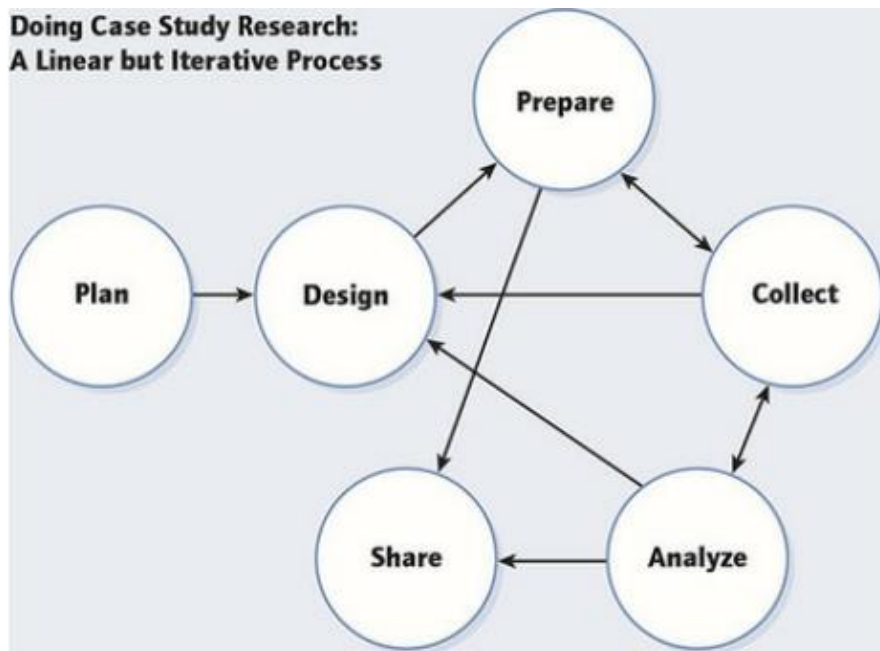 Doing Case Study Research:
A Linear but Iterative Process
Prepare
Plan
Design
Collect
Share
Analyze